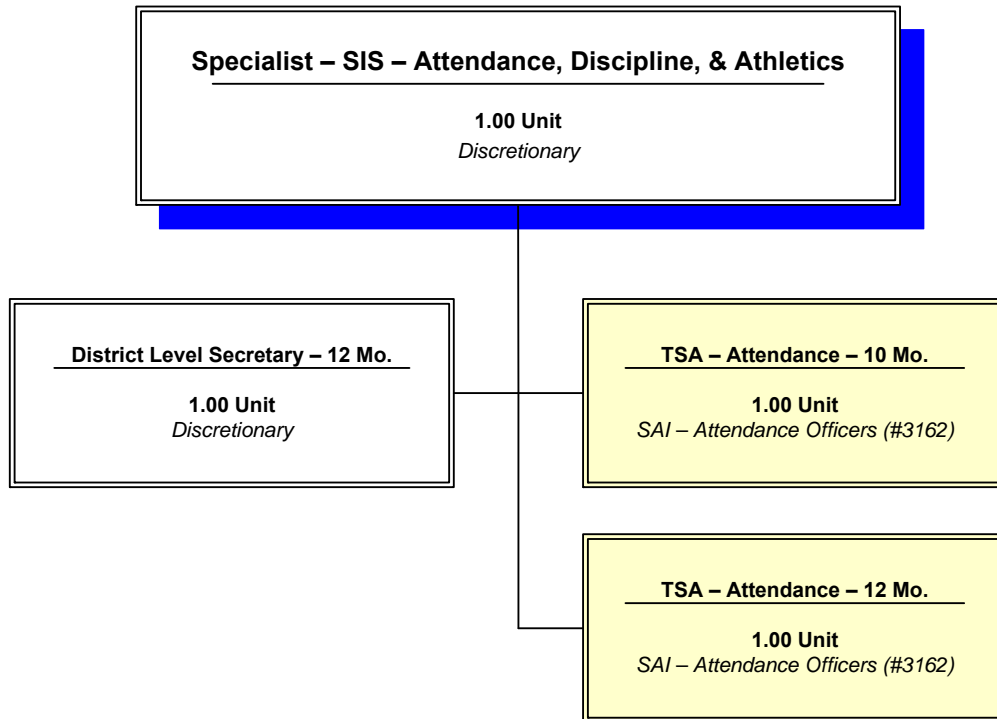 Specialist – SIS – Attendance, Discipline, & Athletics
1.00 Unit
Discretionary
District Level Secretary – 12 Mo.
1.00 Unit
Discretionary
TSA – Attendance – 10 Mo.
1.00 Unit
SAI – Attendance Officers (#3162)
TSA – Attendance – 12 Mo.
1.00 Unit
SAI – Attendance Officers (#3162)